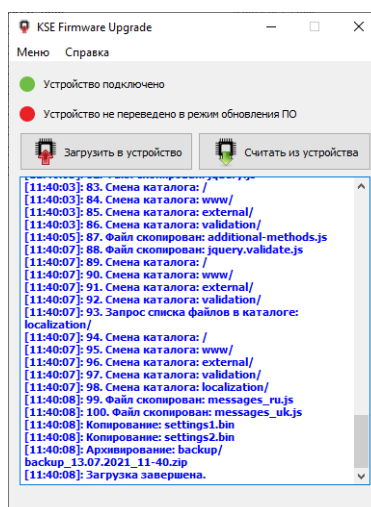 KSE Firmware Upgrade
Меню Справка
Устройство подключено
Устройство не переведено в режим обновления ПО
Загрузить в устройство Считать из устройства
[11:40:03]: 83. Смена каталога: /
[11:40:03]: 84. Смена каталога: www/
[11:40:03]: 85. Смена каталога: external/
[11:40:03]: 86. Смена каталога: validation/
[11:40:05]: 87. Файл скопирован: additional-methods.js
[11:40:07]: 88. Файл скопирован: jquery.validate.js
[11:40:07]: 89. Смена каталога: /
[11:40:07]: 90. Смена каталога: www/
[11:40:07]: 91. Смена каталога: external/
[11:40:07]: 92. Смена каталога: validation/
[11:40:07]: 93. Запрос списка файлов в каталоге:
localization/
[11:40:07]: 94. Смена каталога: /
[11:40:07]: 95. Смена каталога: www/
[11:40:07]: 96. Смена каталога: external/
[11:40:07]: 97. Смена каталога: validation/
[11:40:07]: 98. Смена каталога: localization/
[11:40:08]: 99. Файл скопирован: messages_ru.js
[11:40:08]: 100. Файл скопирован: messages_uk.js
[11:40:08]: Копирование: settings1.bin
[11:40:08]: Копирование: settings2.bin
[11:40:08]: Архивирование: backup/
backup_13.07.2021_11-40.zip
[11:40:08]: Загрузка завершена.